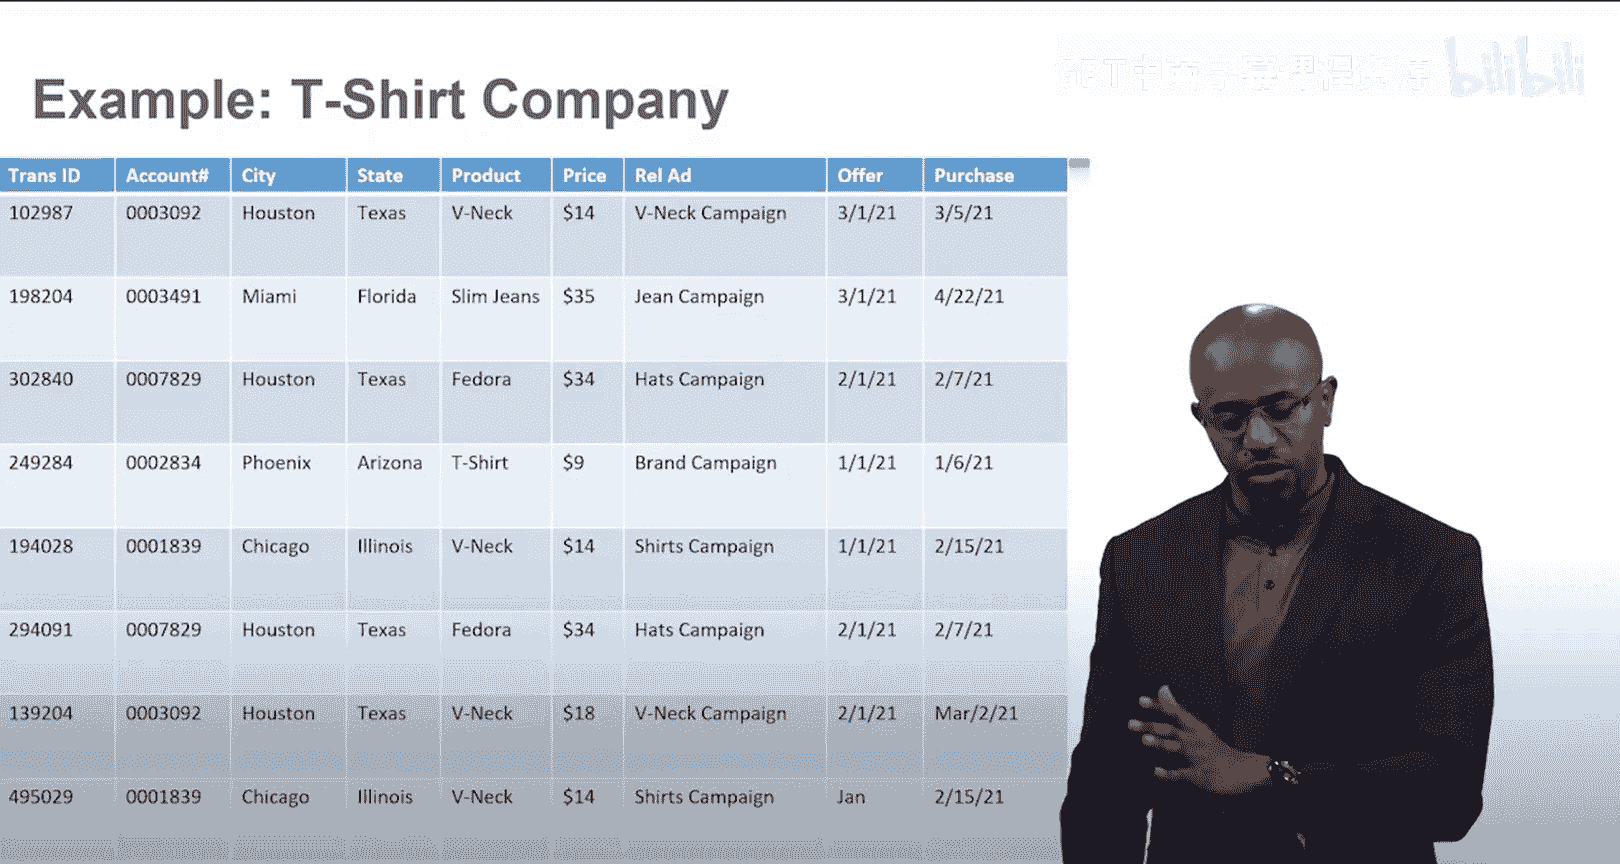 bilibili
Example: T-Shirt Company
Trans ID Account# City State Product Price Rel Ad Offer Purchase
102987 0003092 Houston Texas V-Neck $14 V-Neck Campaign 3/1/21 3/5/21
198204 0003491 Miami Florida Slim Jeans $35 Jean Campaign 3/1/21 4/22/21
302840 0007829 Houston Texas Fedora $34 Hats Campaign 2/1/21 2/7/21
249284 0002834 Phoenix Arizona T-Shirt $9 Brand Campaign 1/1/21 1/6/21
194028 0001839 Chicago Illinois V-Neck $14 Shirts Campaign 1/1/21 2/15/21
294091 0007829 Houston Texas Fedora $34 Hats Campaign 2/1/21 2/7/21
139204 0003092 Houston Texas V-Neck $18 V-Neck Campaign 2/1/21 Mar/2/21
495029 0001839 Chicago Illinois V-Neck $14 Shirts Campaign Jan 2/15/21